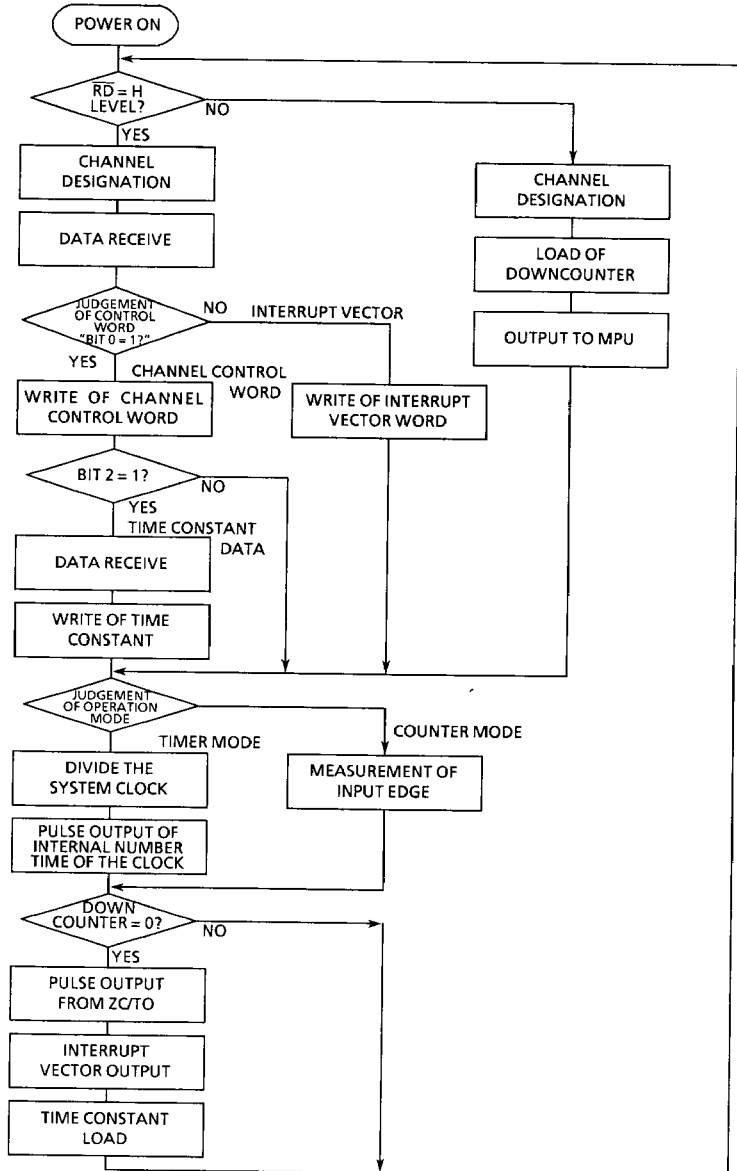 POWER ON
RD = H
LEVEL?
NO
YES
CHANNEL
DESIGNATION
DATA RECEIVE
CHANNEL
DESIGNATION
LOAD OF
DOWNCOUNTER
OUTPUT TO MPU
JUDGEMENT
OF CONTROL
WORD
"BIT 0 = 1?"
NO
INTERRUPT VECTOR
YES
CHANNEL CONTROL
WORD
WRITE OF CHANNEL
CONTROL WORD
WRITE OF INTERRUPT
VECTOR WORD
BIT 2 = 1?
NO
YES
TIME CONSTANT
DATA
DATA RECEIVE
WRITE OF TIME
CONSTANT
JUDGEMENT
OF OPERATION
MODE
TIMER MODE
COUNTER MODE
DIVIDE THE
SYSTEM CLOCK
MEASUREMENT OF
INPUT EDGE
PULSE OUTPUT OF
INTERNAL NUMBER
TIME OF THE CLOCK
DOWN
COUNTER = 0?
NO
YES
PULSE OUTPUT
FROM ZC/TO
INTERRUPT
VECTOR OUTPUT
TIME CONSTANT
LOAD